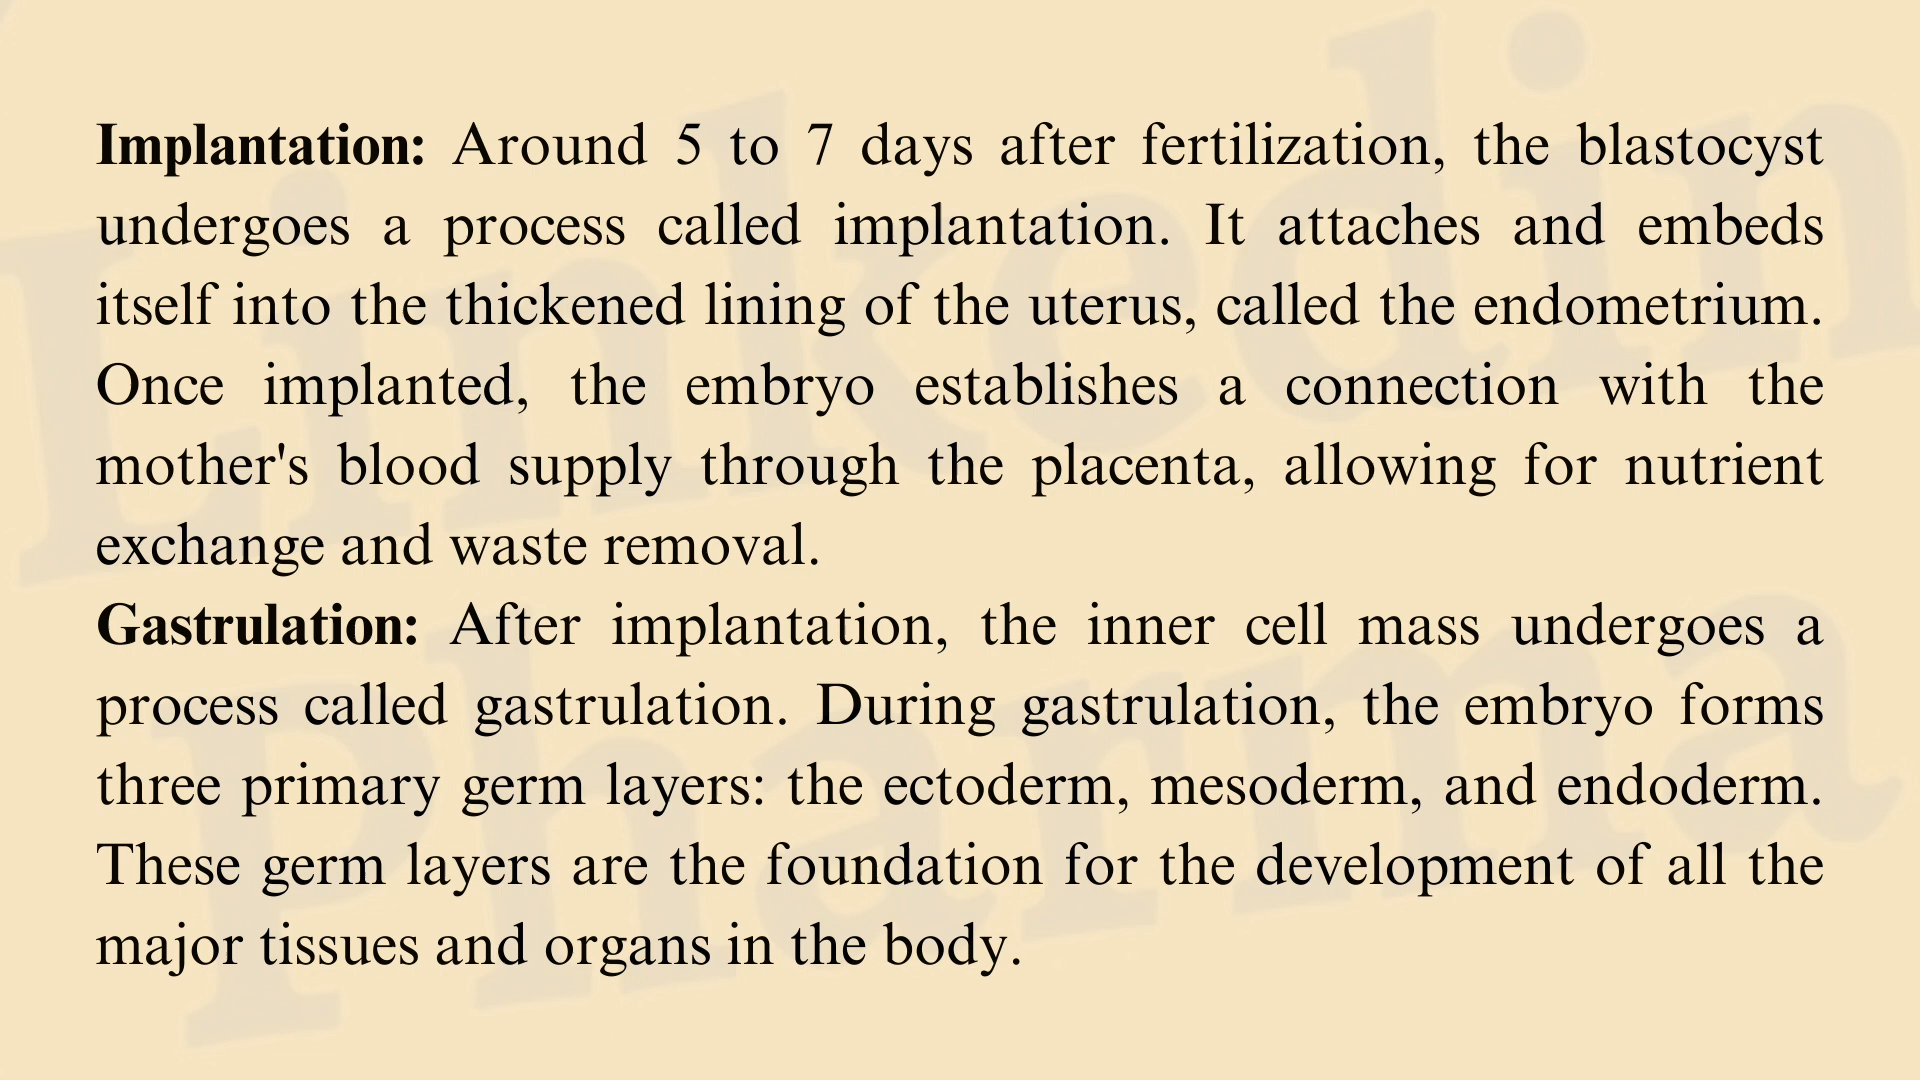 Implantation: Around 5 to 7 days after fertilization, the blastocyst
undergoes a process called implantation. It attaches and embeds
itself into the thickened lining of the uterus, called the endometrium.
Once implanted, the embryo establishes a connection with the
mother's blood supply through the placenta, allowing for nutrient
exchange and waste removal.
Gastrulation: After implantation, the inner cell mass undergoes a
process called gastrulation. During gastrulation, the embryo forms
three primary germ layers: the ectoderm, mesoderm, and endoderm.
These germ layers are the foundation for the development of all the
major tissues and organs in the body.
Linkedin
Pharma